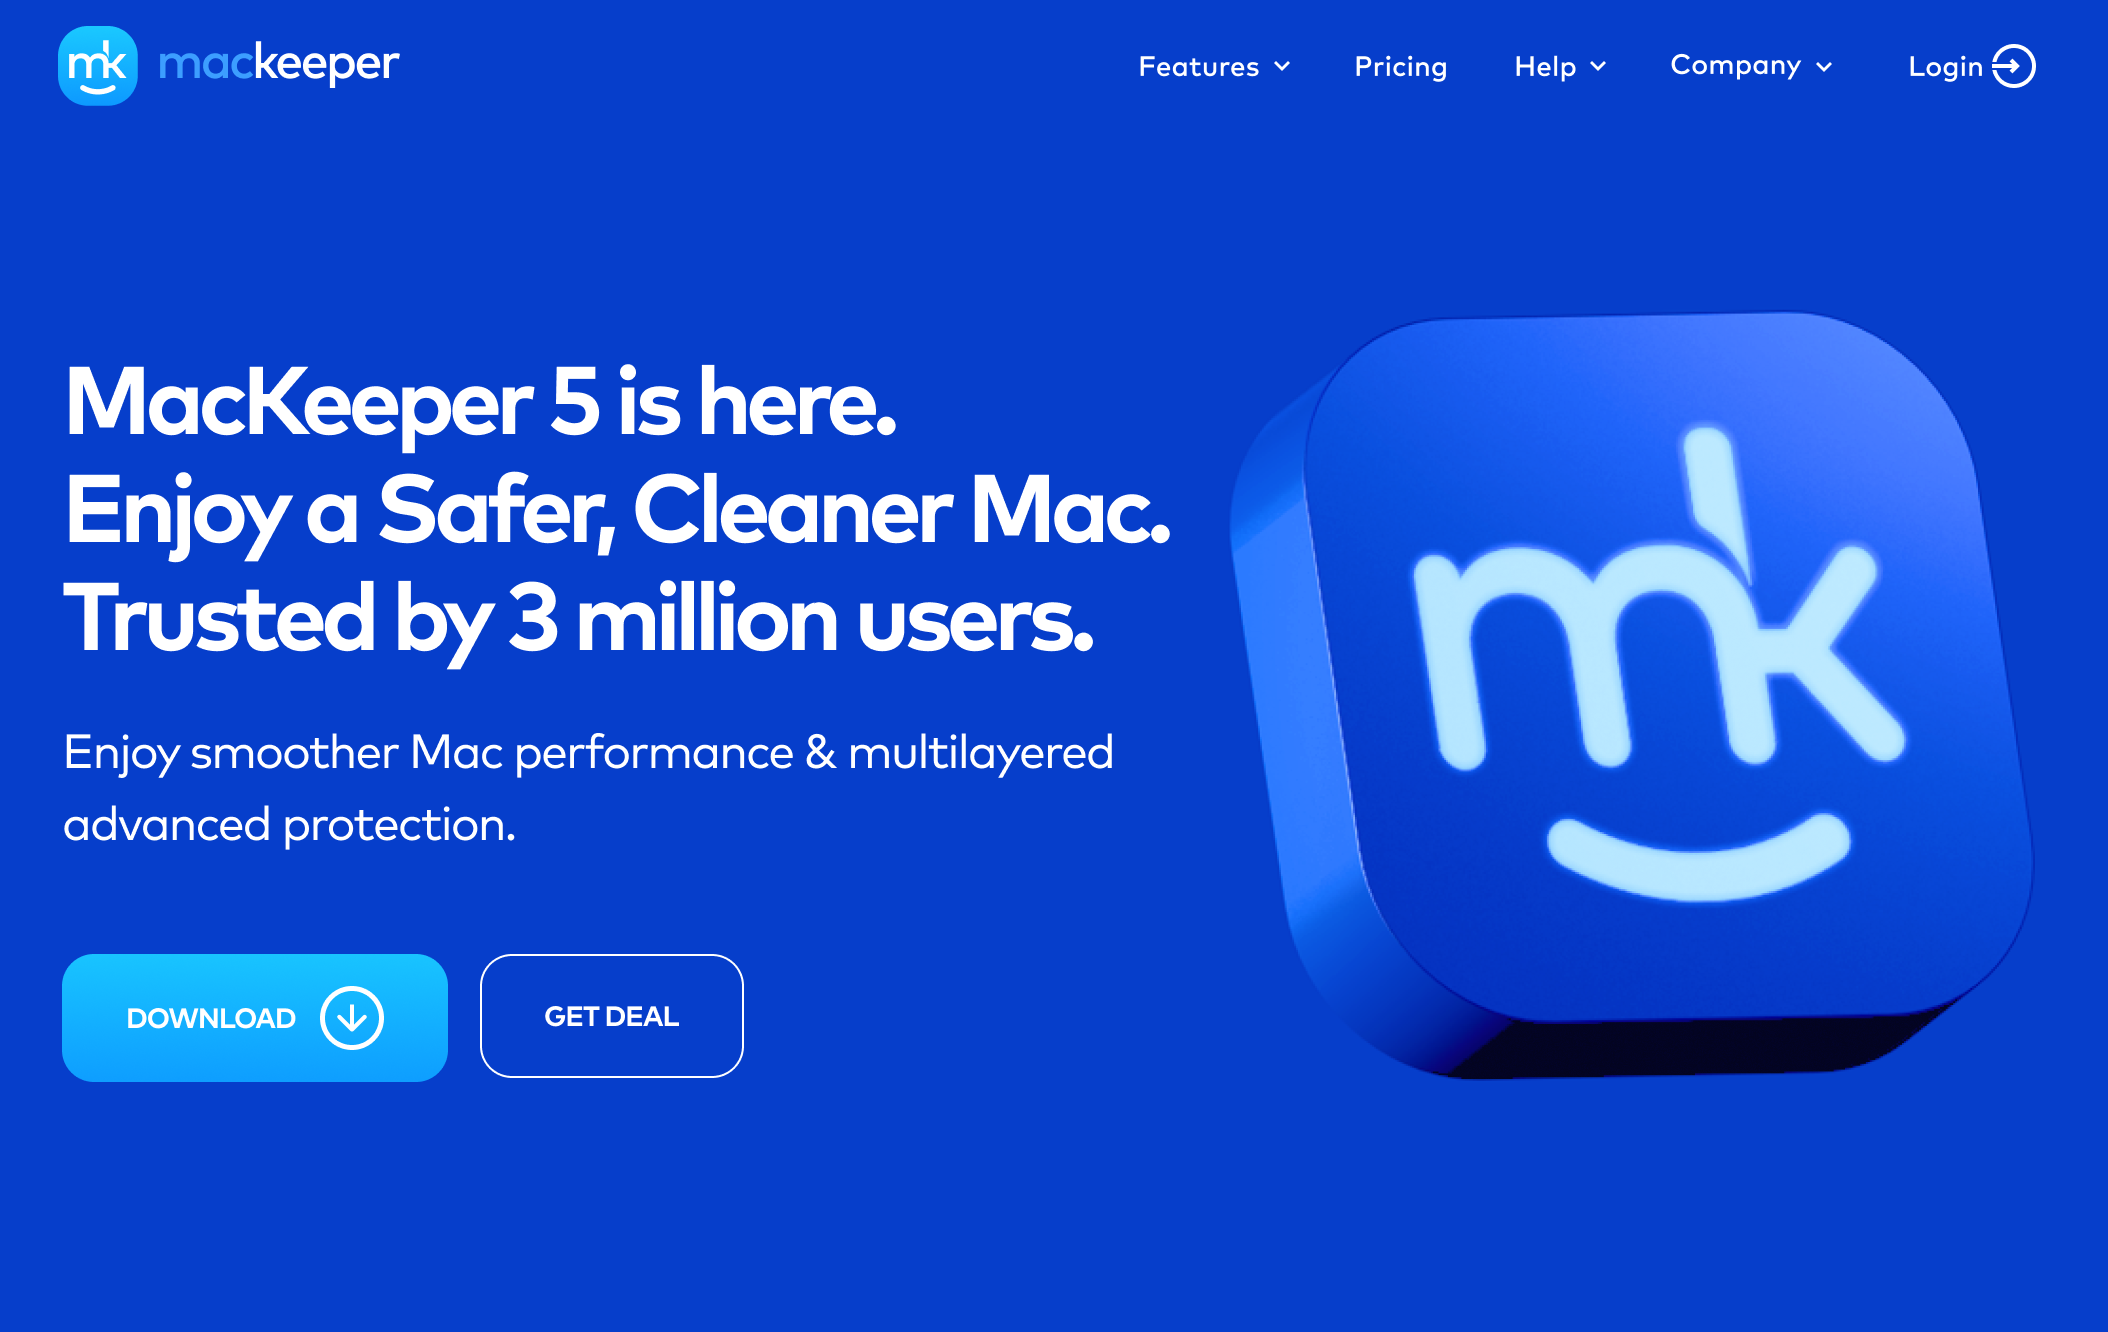 mk mackeeper
Features Pricing Help Company Login
MacKeeper 5 is here.
Enjoy a Safer, Cleaner Mac.
Trusted by 3 million users.
Enjoy smoother Mac performance & multilayered
advanced protection.
DOWNLOAD GET DEAL
mk